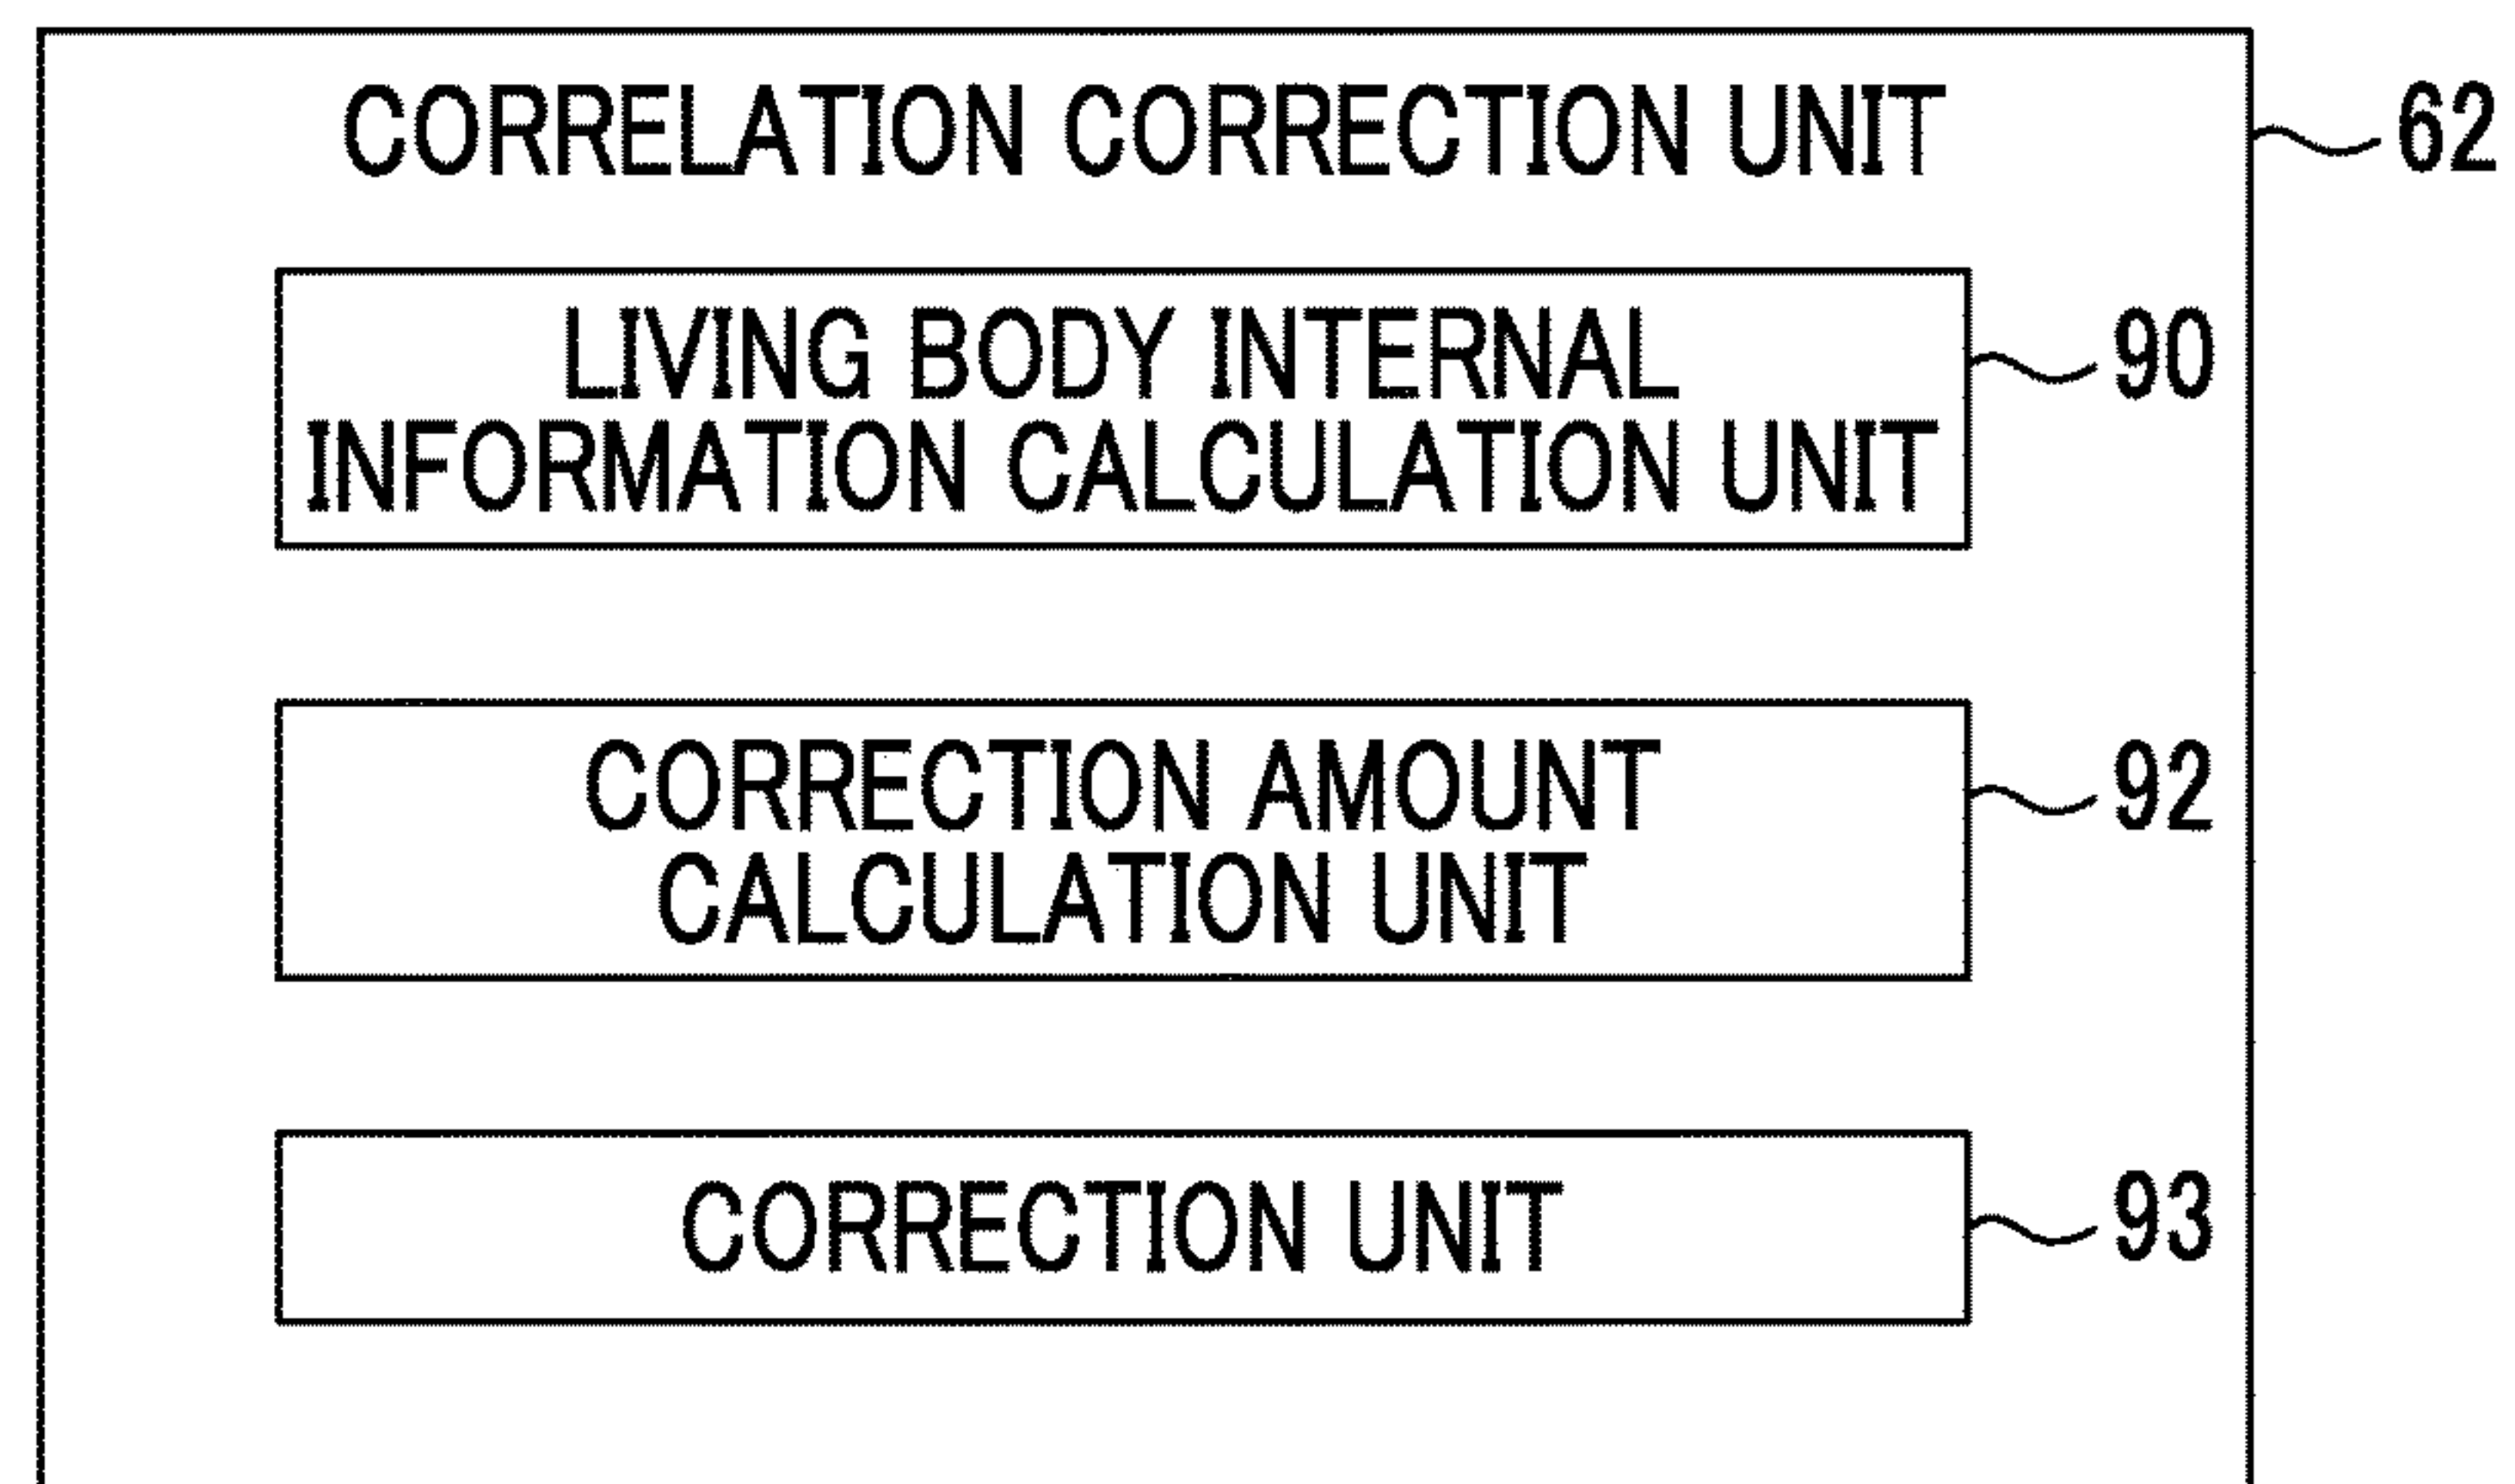 CORRELATION CORRECTION UNIT 62
LIVING BODY INTERNAL 90
INFORMATION CALCULATION UNIT
CORRECTION AMOUNT 92
CALCULATION UNIT
CORRECTION UNIT 93